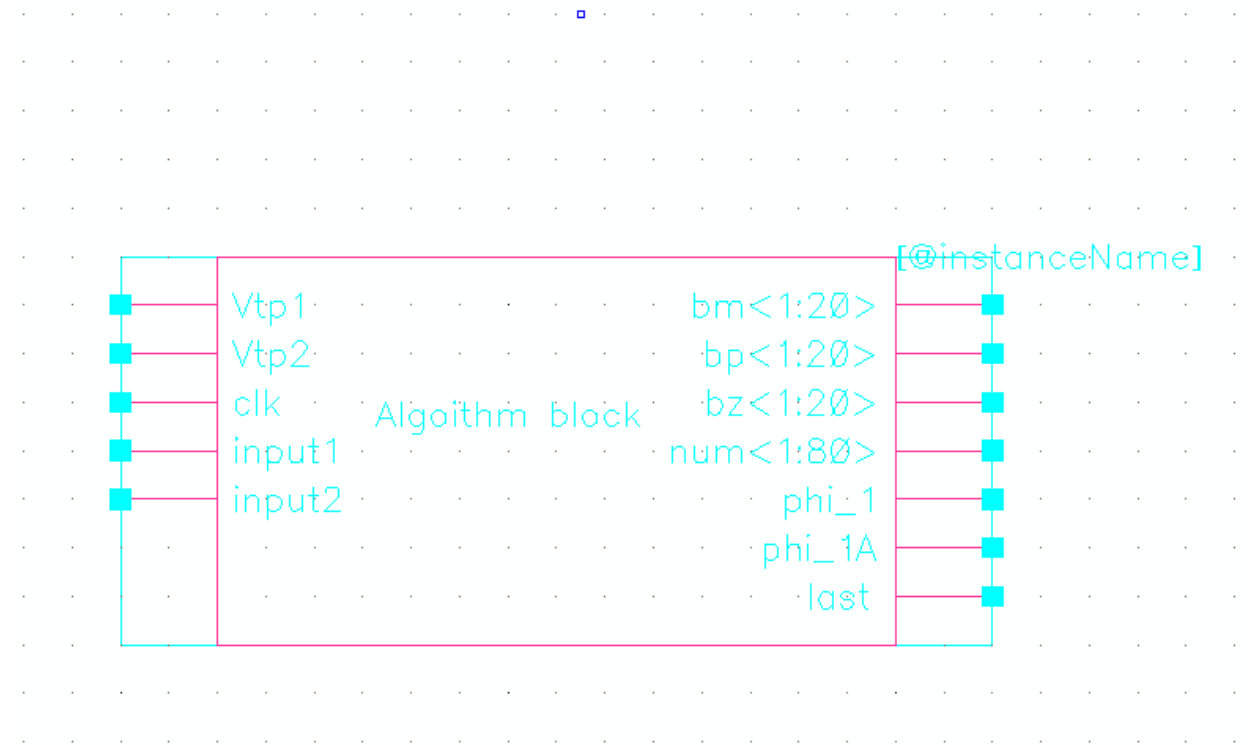 [@instanceName]
Vtp1
bm<1:20>
Vtp2
bp<1:20>
clk
bz<1:20>
Algoithm block
input1
num<1:80>
input2
phi_1
phi_1A
last